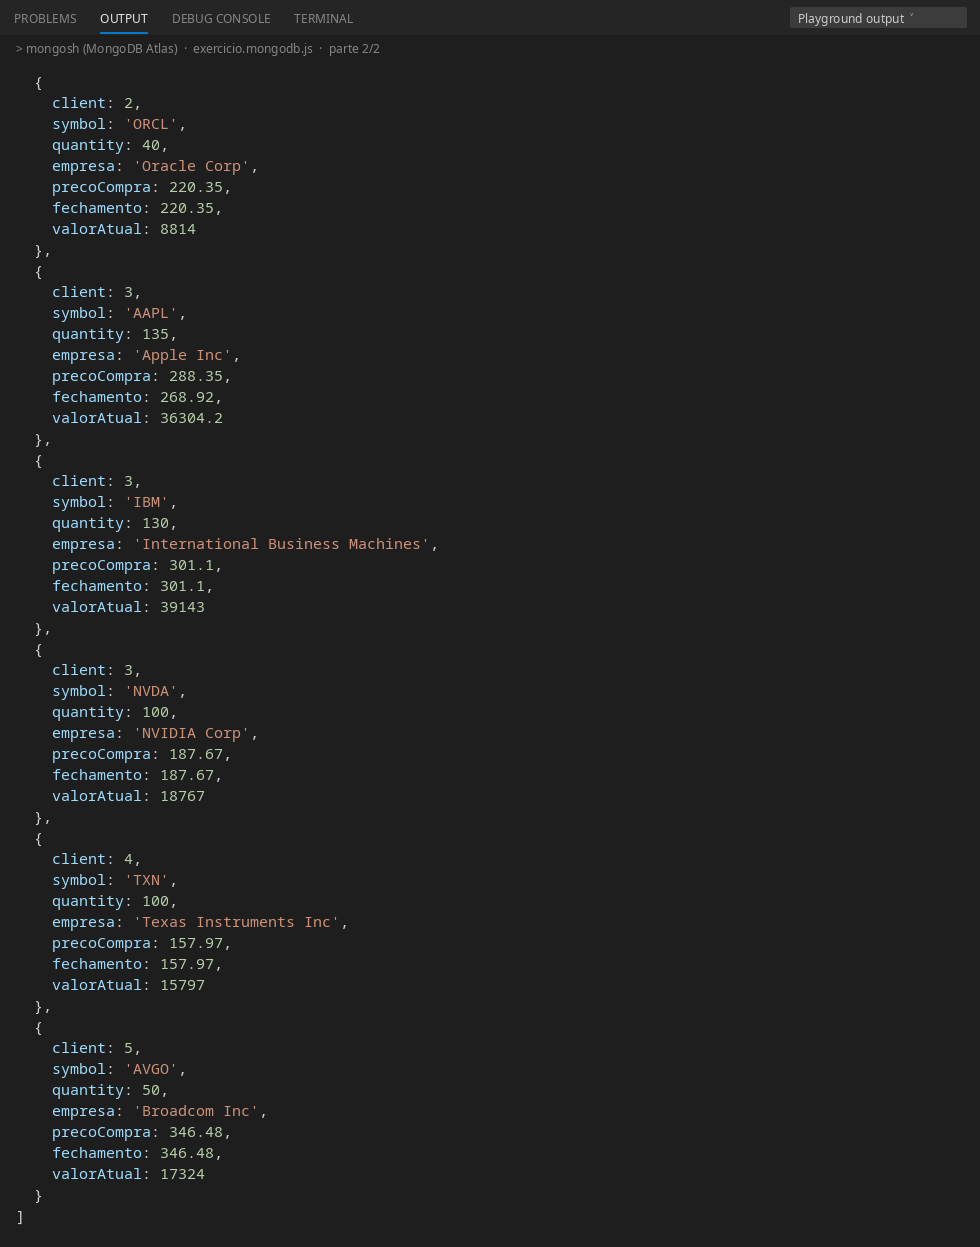 PROBLEMS OUTPUT DEBUG CONSOLE TERMINAL Playground output ˅
> mongosh (MongoDB Atlas) · exercicio.mongodb.js · parte 2/2
  {
    client: 2,
    symbol: 'ORCL',
    quantity: 40,
    empresa: 'Oracle Corp',
    precoCompra: 220.35,
    fechamento: 220.35,
    valorAtual: 8814
  },
  {
    client: 3,
    symbol: 'AAPL',
    quantity: 135,
    empresa: 'Apple Inc',
    precoCompra: 288.35,
    fechamento: 268.92,
    valorAtual: 36304.2
  },
  {
    client: 3,
    symbol: 'IBM',
    quantity: 130,
    empresa: 'International Business Machines',
    precoCompra: 301.1,
    fechamento: 301.1,
    valorAtual: 39143
  },
  {
    client: 3,
    symbol: 'NVDA',
    quantity: 100,
    empresa: 'NVIDIA Corp',
    precoCompra: 187.67,
    fechamento: 187.67,
    valorAtual: 18767
  },
  {
    client: 4,
    symbol: 'TXN',
    quantity: 100,
    empresa: 'Texas Instruments Inc',
    precoCompra: 157.97,
    fechamento: 157.97,
    valorAtual: 15797
  },
  {
    client: 5,
    symbol: 'AVGO',
    quantity: 50,
    empresa: 'Broadcom Inc',
    precoCompra: 346.48,
    fechamento: 346.48,
    valorAtual: 17324
  }
]